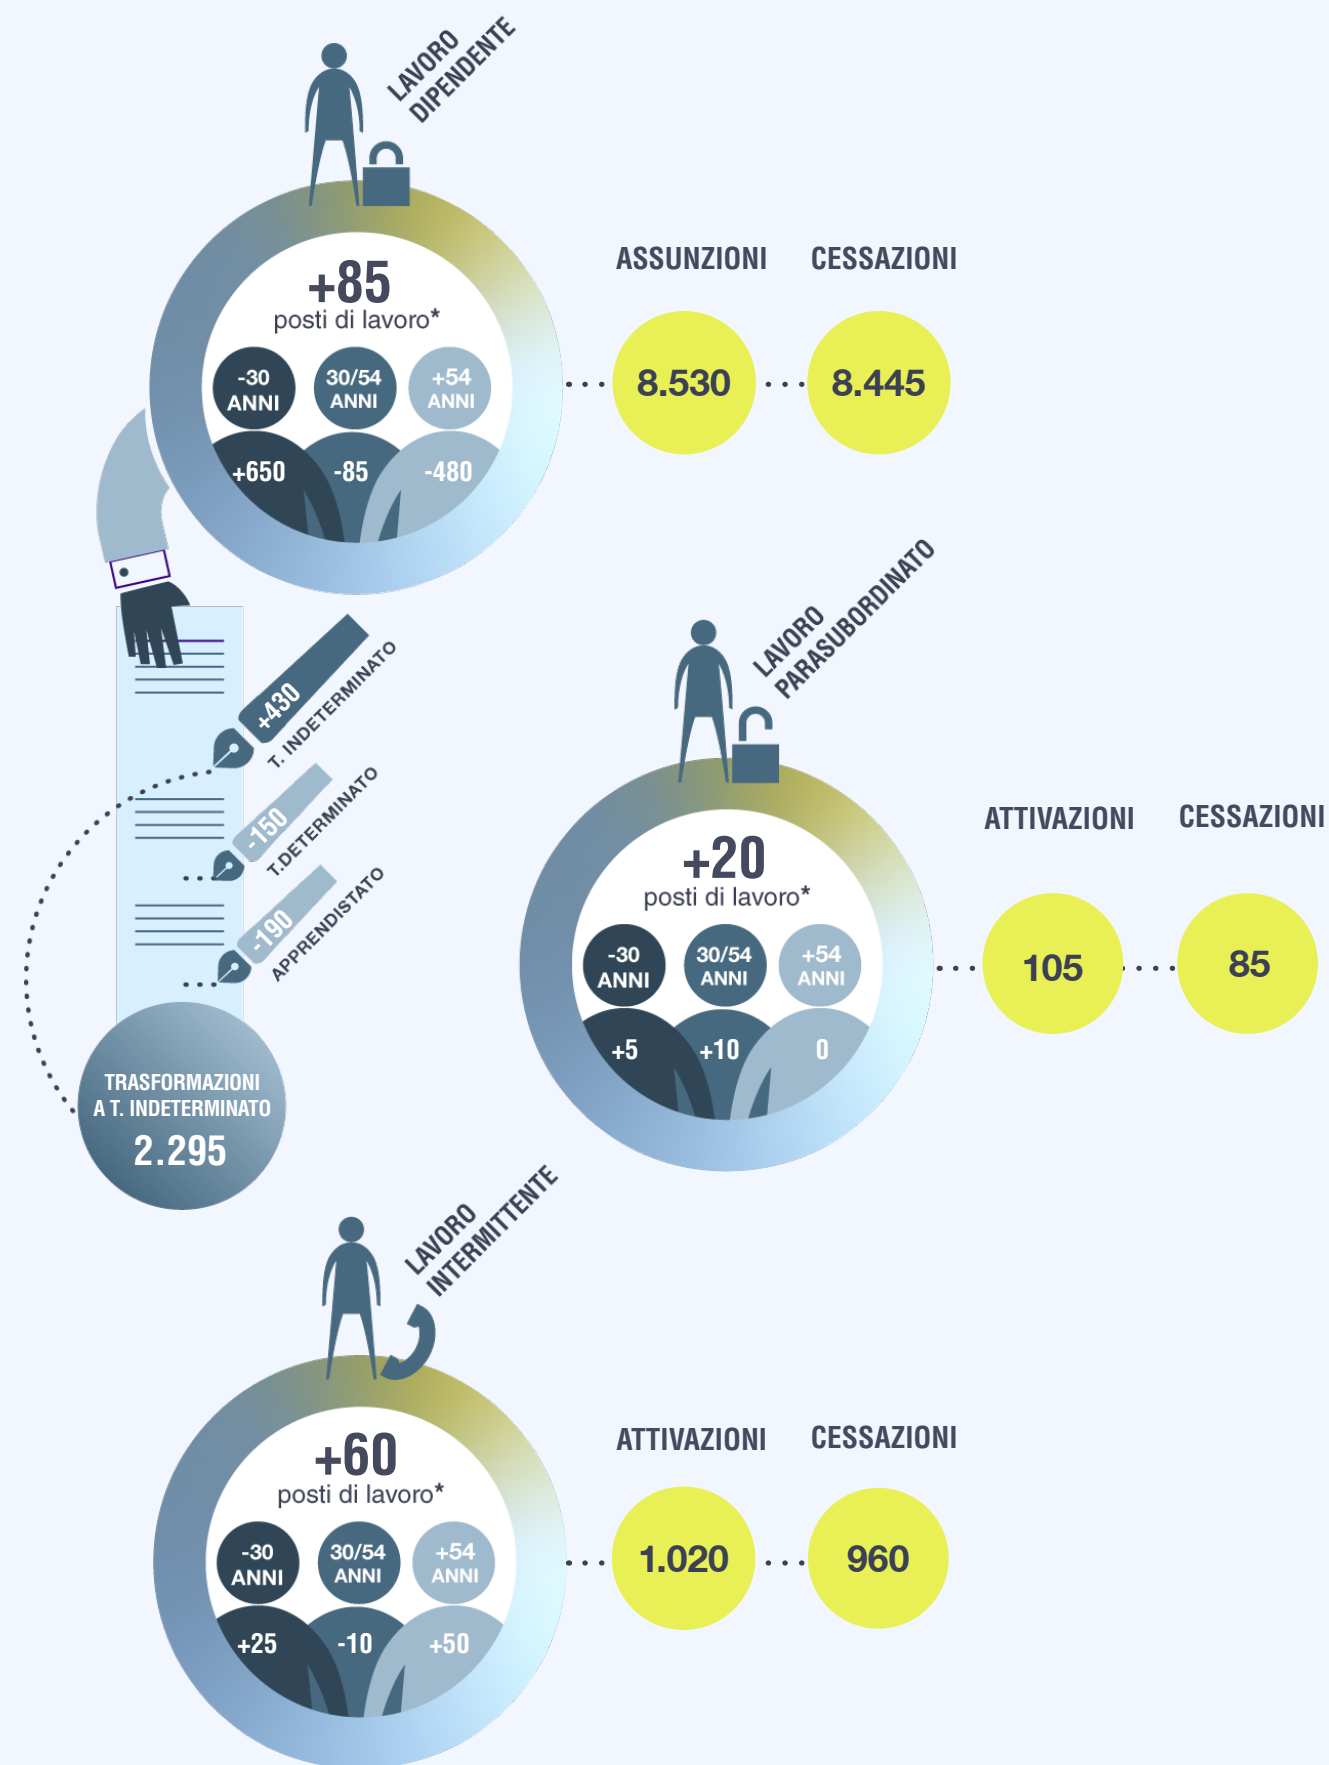 LAVORO
DIPENDENTE
+85
posti di lavoro*
-30
ANNI
30/54
ANNI
+54
ANNI
+650
-85
-480
ASSUNZIONI
CESSAZIONI
8.530
8.445
+430
T. INDETERMINATO
-150
T.DETERMINATO
-190
APPRENDISTATO
TRASFORMAZIONI
A T. INDETERMINATO
2.295
LAVORO
PARASUBORDINATO
+20
posti di lavoro*
-30
ANNI
30/54
ANNI
+54
ANNI
+5
+10
0
ATTIVAZIONI
CESSAZIONI
105
85
LAVORO
INTERMITTENTE
+60
posti di lavoro*
-30
ANNI
30/54
ANNI
+54
ANNI
+25
-10
+50
ATTIVAZIONI
CESSAZIONI
1.020
960